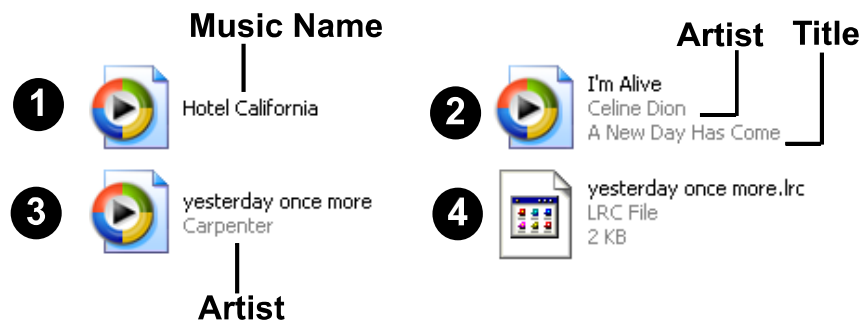 Music Name
Artist Title
1
Hotel California
2
I'm Alive
Celine Dion
A New Day Has Come
3
yesterday once more
Carpenter
Artist
4
yesterday once more.lrc
LRC File
2 KB